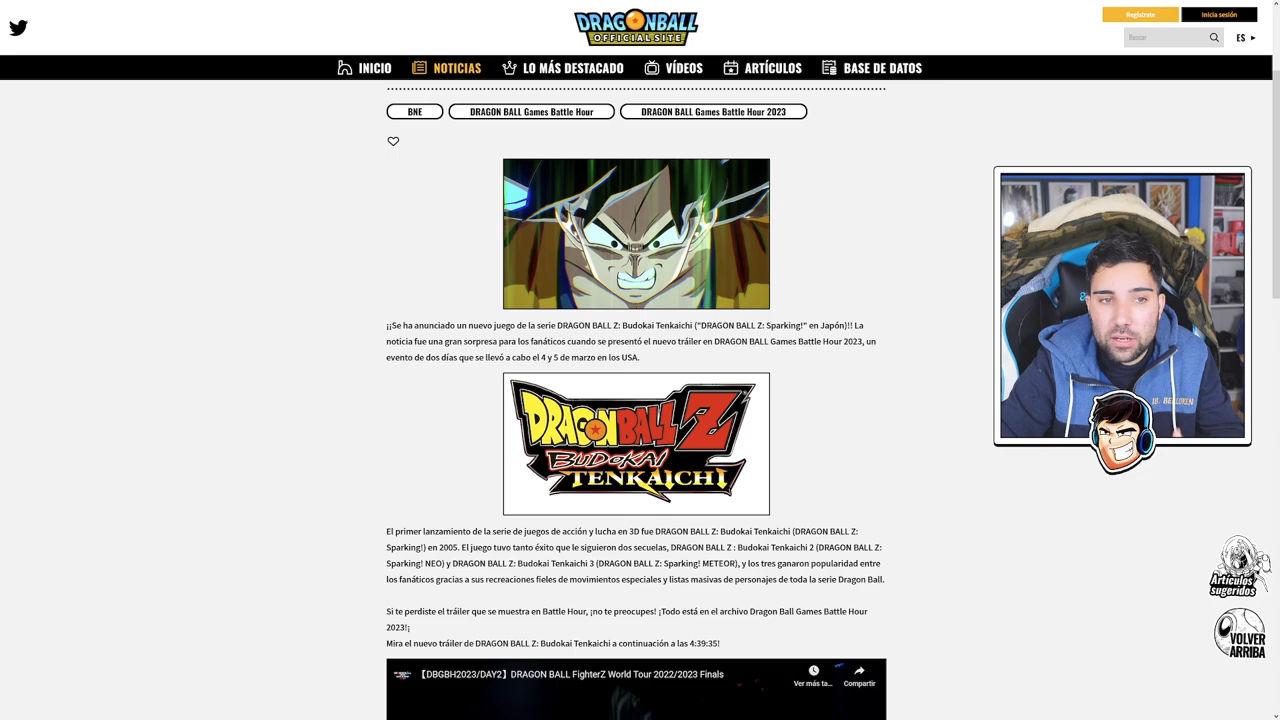 DRAGONBALL
OFFICIAL SITE
Regístrate
Inicia sesión
Buscar
ES ►
INICIO
NOTICIAS
LO MÁS DESTACADO
VÍDEOS
ARTÍCULOS
BASE DE DATOS
BNE
DRAGON BALL Games Battle Hour
DRAGON BALL Games Battle Hour 2023
¡¡Se ha anunciado un nuevo juego de la serie DRAGON BALL Z: Budokai Tenkaichi ("DRAGON BALL Z: Sparking!" en Japón)!! La
noticia fue una gran sorpresa para los fanáticos cuando se presentó el nuevo tráiler en DRAGON BALL Games Battle Hour 2023, un
evento de dos días que se llevó a cabo el 4 y 5 de marzo en los USA.
DRAGONBALL Z
BUDOKAI
TENKAICHI
El primer lanzamiento de la serie de juegos de acción y lucha en 3D fue DRAGON BALL Z: Budokai Tenkaichi (DRAGON BALL Z:
Sparking!) en 2005. El juego tuvo tanto éxito que le siguieron dos secuelas, DRAGON BALL Z : Budokai Tenkaichi 2 (DRAGON BALL Z:
Sparking! NEO) y DRAGON BALL Z: Budokai Tenkaichi 3 (DRAGON BALL Z: Sparking! METEOR), y los tres ganaron popularidad entre
los fanáticos gracias a sus recreaciones fieles de movimientos especiales y listas masivas de personajes de toda la serie Dragon Ball.
Si te perdiste el tráiler que se muestra en Battle Hour, ¡no te preocupes! ¡Todo está en el archivo Dragon Ball Games Battle Hour
2023!¡
Mira el nuevo tráiler de DRAGON BALL Z: Budokai Tenkaichi a continuación a las 4:39:35!
【DBGBH2023/DAY2】DRAGON BALL FighterZ World Tour 2022/2023 Finals
Ver más ta...
Compartir
Artículos
sugeridos
VOLVER
ARRIBA